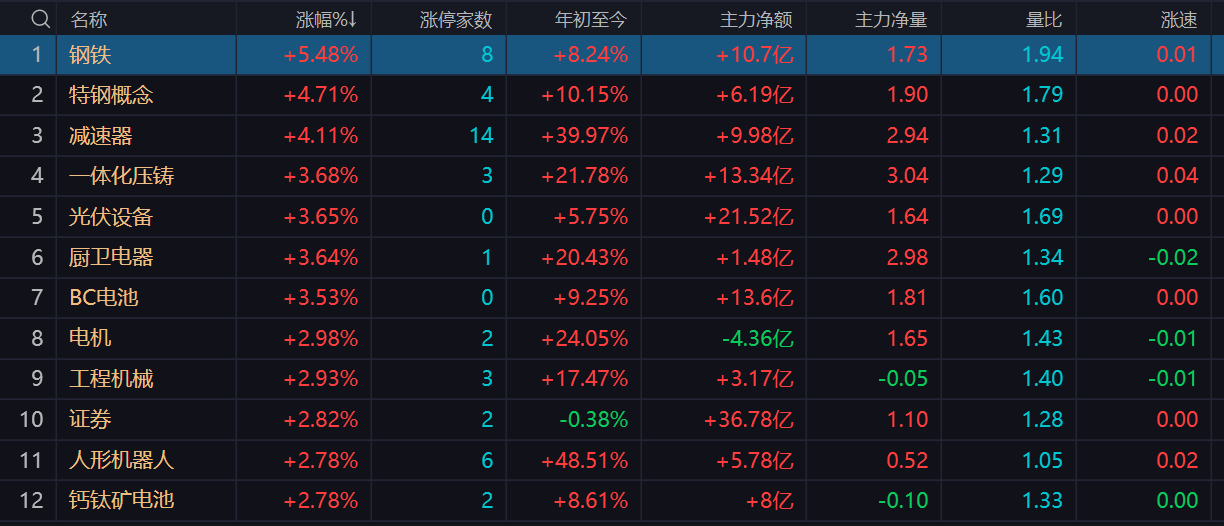 名称 涨幅%↓ 涨停家数 年初至今 主力净额 主力净量 量比 涨速
1 钢铁 +5.48% 8 +8.24% +10.7亿 1.73 1.94 0.01
2 特钢概念 +4.71% 4 +10.15% +6.19亿 1.90 1.79 0.00
3 减速器 +4.11% 14 +39.97% +9.98亿 2.94 1.31 0.02
4 一体化压铸 +3.68% 3 +21.78% +13.34亿 3.04 1.29 0.04
5 光伏设备 +3.65% 0 +5.75% +21.52亿 1.64 1.69 0.00
6 厨卫电器 +3.64% 1 +20.43% +1.48亿 2.98 1.34 -0.02
7 BC电池 +3.53% 0 +9.25% +13.6亿 1.81 1.60 0.00
8 电机 +2.98% 2 +24.05% -4.36亿 1.65 1.43 -0.01
9 工程机械 +2.93% 3 +17.47% +3.17亿 -0.05 1.40 -0.01
10 证券 +2.82% 2 -0.38% +36.78亿 1.10 1.28 0.00
11 人形机器人 +2.78% 6 +48.51% +5.78亿 0.52 1.05 0.02
12 钙钛矿电池 +2.78% 2 +8.61% +8亿 -0.10 1.33 0.00